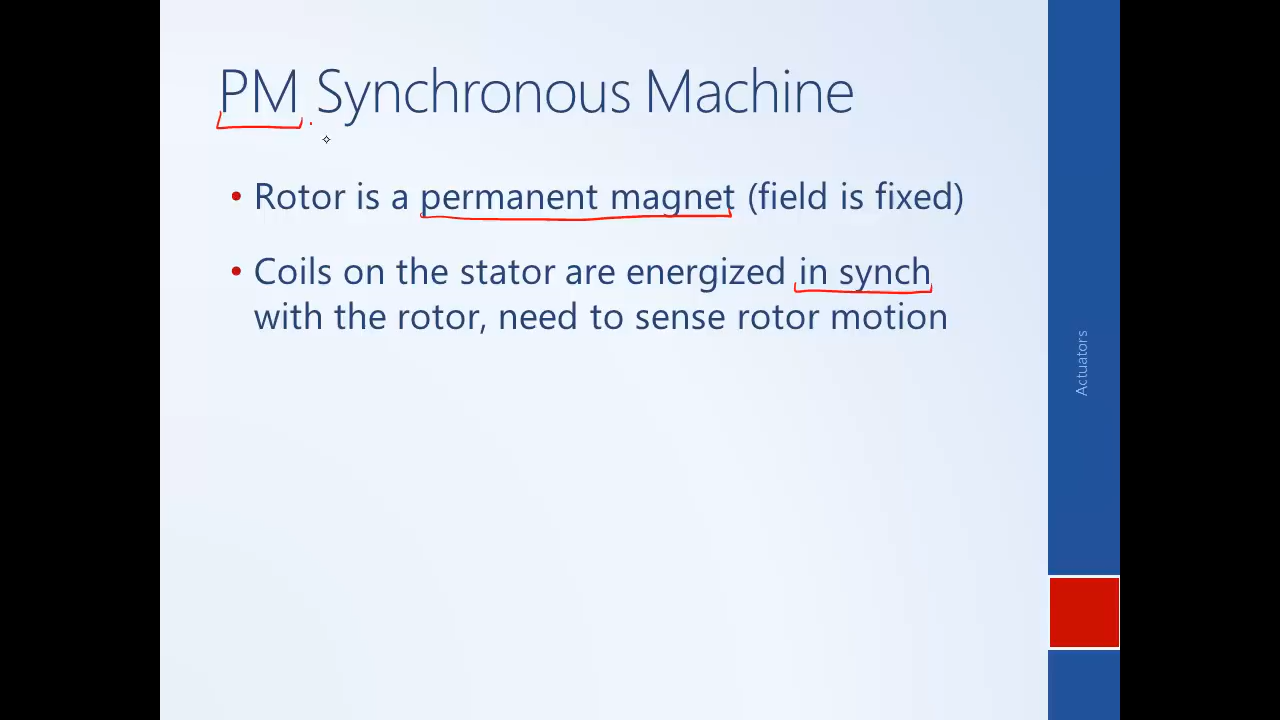 PM Synchronous Machine
• Rotor is a permanent magnet (field is fixed)
• Coils on the stator are energized in synch
with the rotor, need to sense rotor motion
Actuators